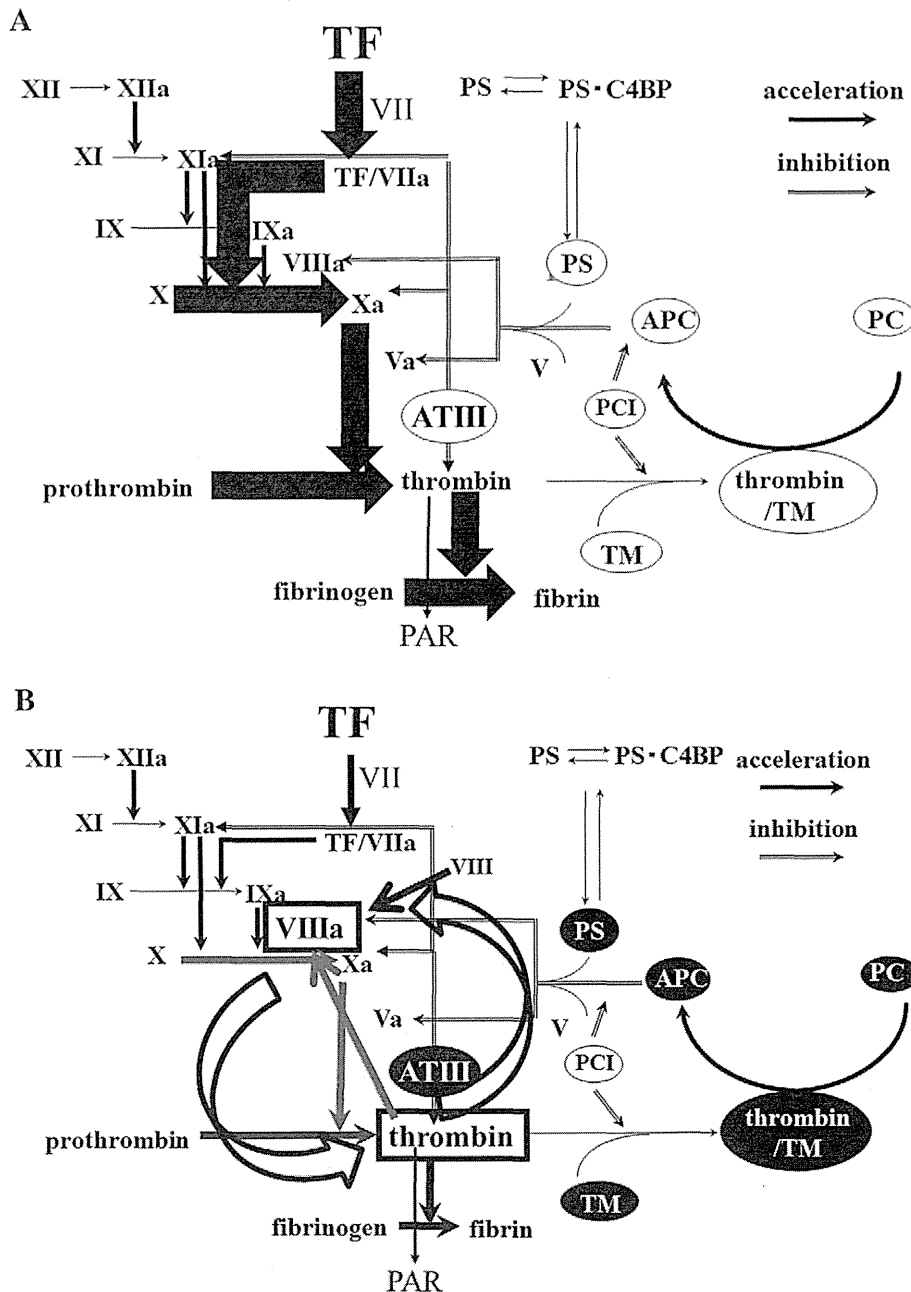 A
TF
XII XIIa
VII
PS PS・C4BP
acceleration
XI XIa
TF/VIIa
inhibition
IX IXa
VIIIa
PS
X Xa
APC PC
Va
V
PCI
ATIII
prothrombin thrombin
thrombin
/TM
TM
fibrinogen fibrin
PAR
B
TF
XII XIIa
VII
PS PS・C4BP
acceleration
XI XIa
TF/VIIa
inhibition
VIII
IX IXa
VIIIa
PS
X Xa
APC PC
Va
V
PCI
ATIII
prothrombin thrombin
thrombin
/TM
TM
fibrinogen fibrin
PAR